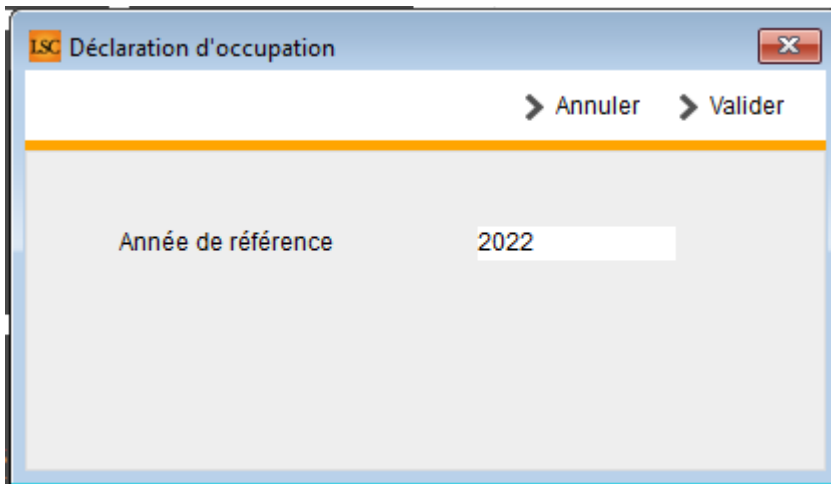 LSC Déclaration d'occupation
Annuler Valider
Année de référence 2022